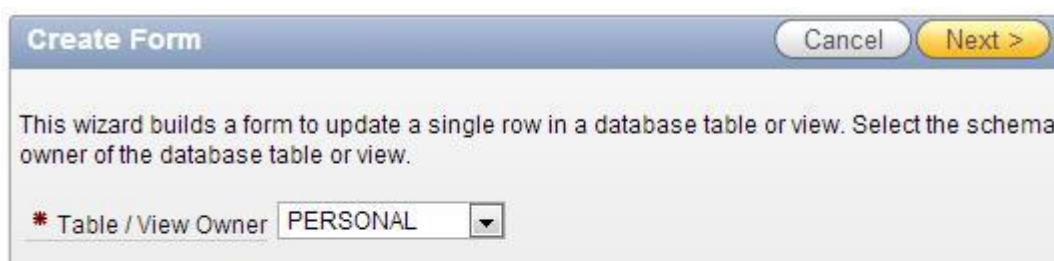 Create Form Cancel Next >
This wizard builds a form to update a single row in a database table or view. Select the schema
owner of the database table or view.
* Table / View Owner PERSONAL